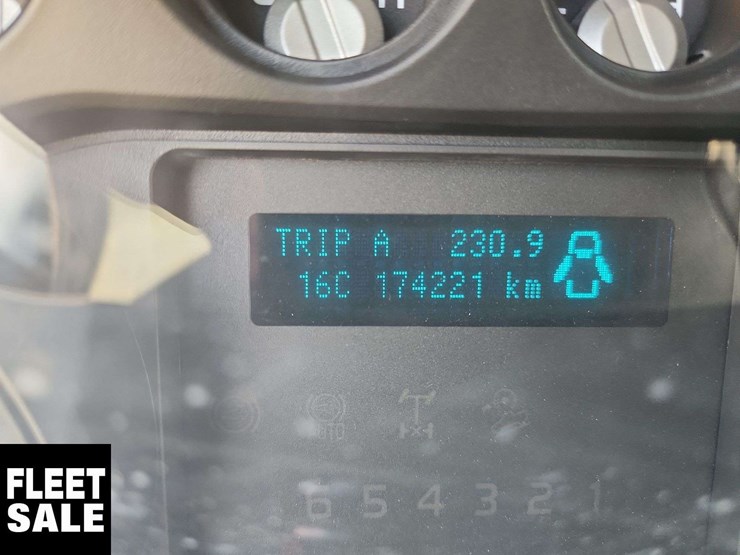 TRIP A 230.9
16C 174221 km
6 5 4 3 2 1
FLEET
SALE